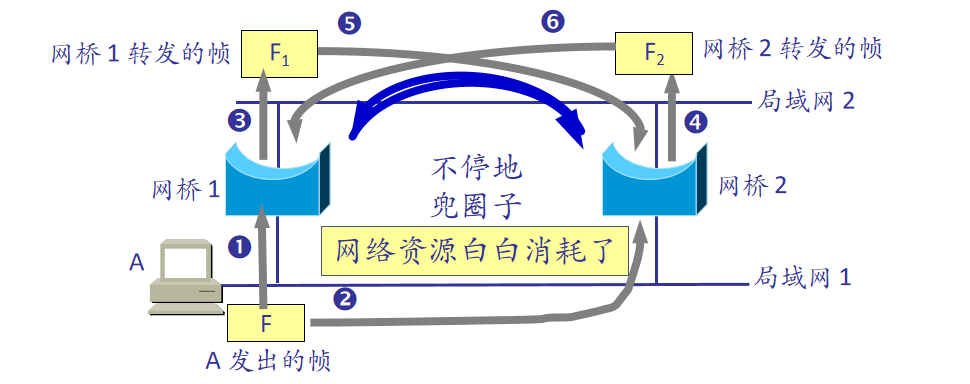 ❺
❻
网桥 1 转发的帧
F1
F2
网桥 2 转发的帧
局域网 2
❸
❹
不停地
兜圈子
网桥 1
网桥 2
网络资源白白消耗了
❶
A
局域网 1
❷
F
A 发出的帧